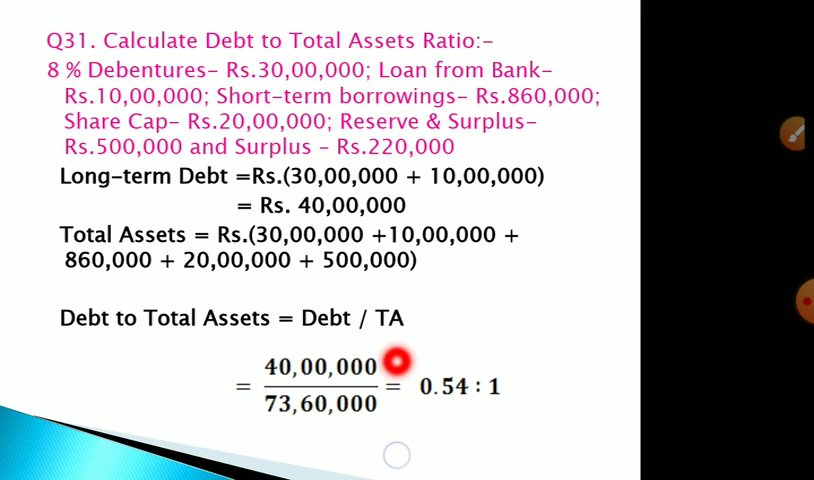 Q31. Calculate Debt to Total Assets Ratio:-
8 % Debentures- Rs.30,00,000; Loan from Bank-
Rs.10,00,000; Short-term borrowings- Rs.860,000;
Share Cap- Rs.20,00,000; Reserve & Surplus-
Rs.500,000 and Surplus - Rs.220,000
Long-term Debt =Rs.(30,00,000 + 10,00,000)
= Rs. 40,00,000
Total Assets = Rs.(30,00,000 +10,00,000 +
860,000 + 20,00,000 + 500,000)
Debt to Total Assets = Debt / TA
= 40,00,000 / 73,60,000 = 0.54 : 1